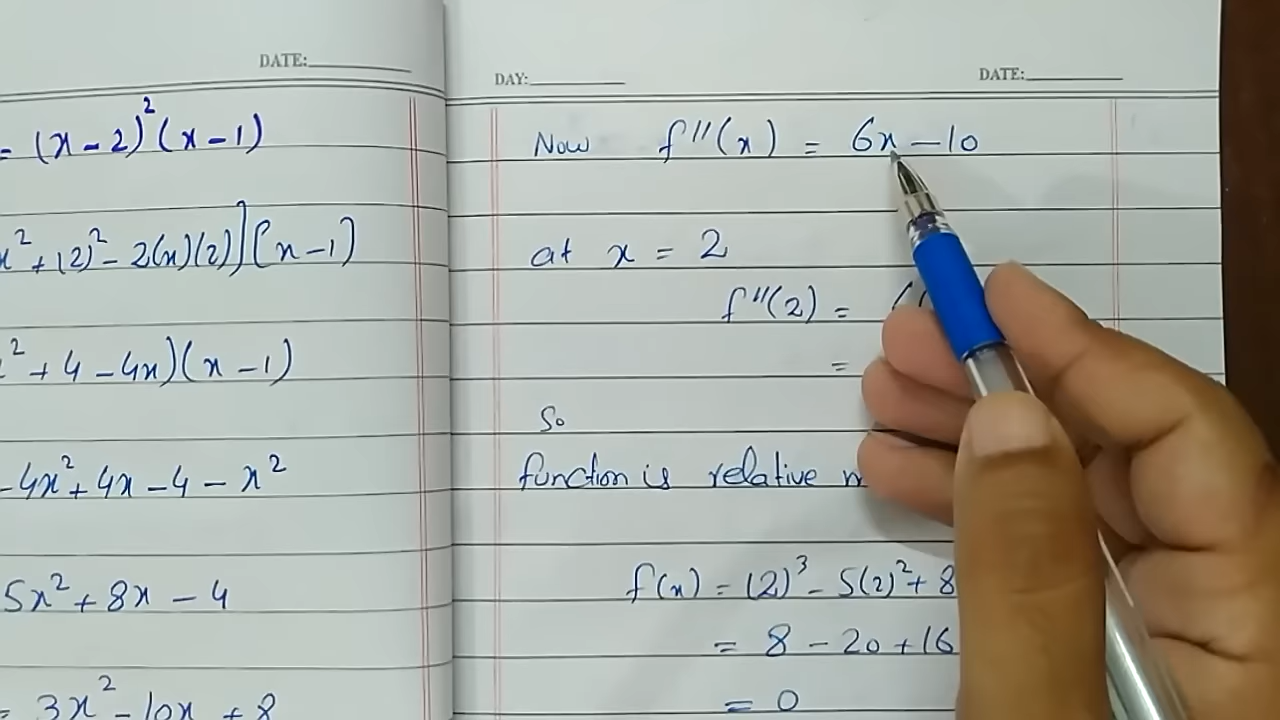 DATE:
= (x-2)²(x-1)
x²+(2)²-2(x)(2)](x-1)
²+4-4x)(x-1)
-4x²+4x-4-x²
5x²+8x-4
= 3x²-10x+8
DAY: DATE:
Now f''(x) = 6x-10
at x = 2
f''(2) =
=
So
function is relative
f(x) = (2)³-5(2)²+8
= 8-20+16
= 0